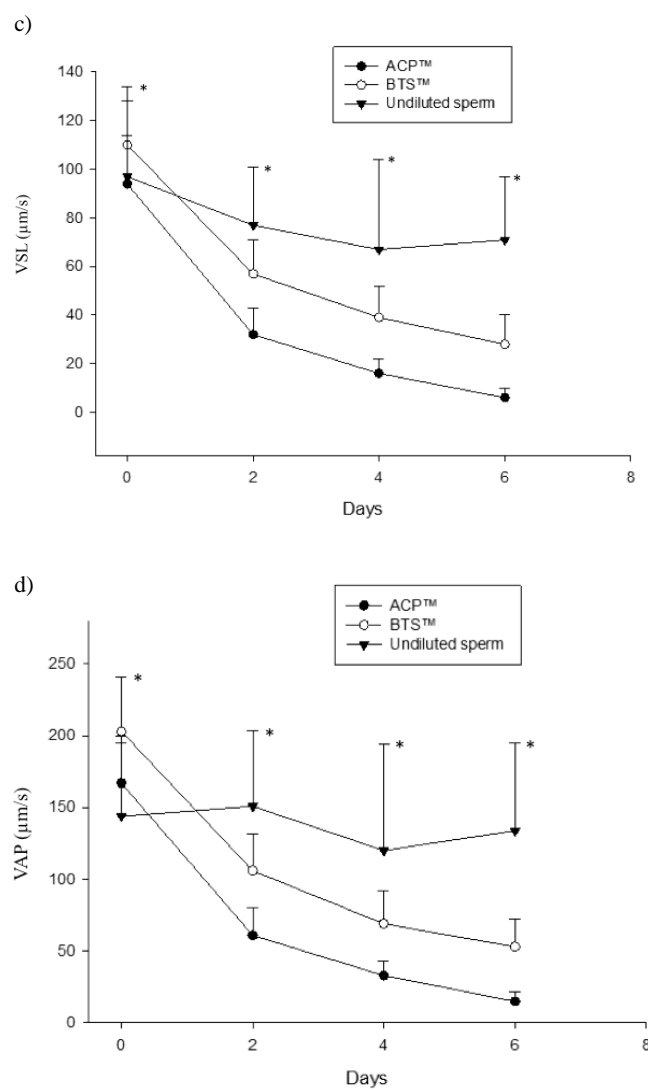 c)
ACP™
BTS™
Undiluted sperm
140
120
100
80
60
40
20
0
VSL (µm/s)
*
*
*
*
0 2 4 6 8
Days
d)
ACP™
BTS™
Undiluted sperm
250
200
150
100
50
0
VAP (µm/s)
*
*
*
*
0 2 4 6 8
Days